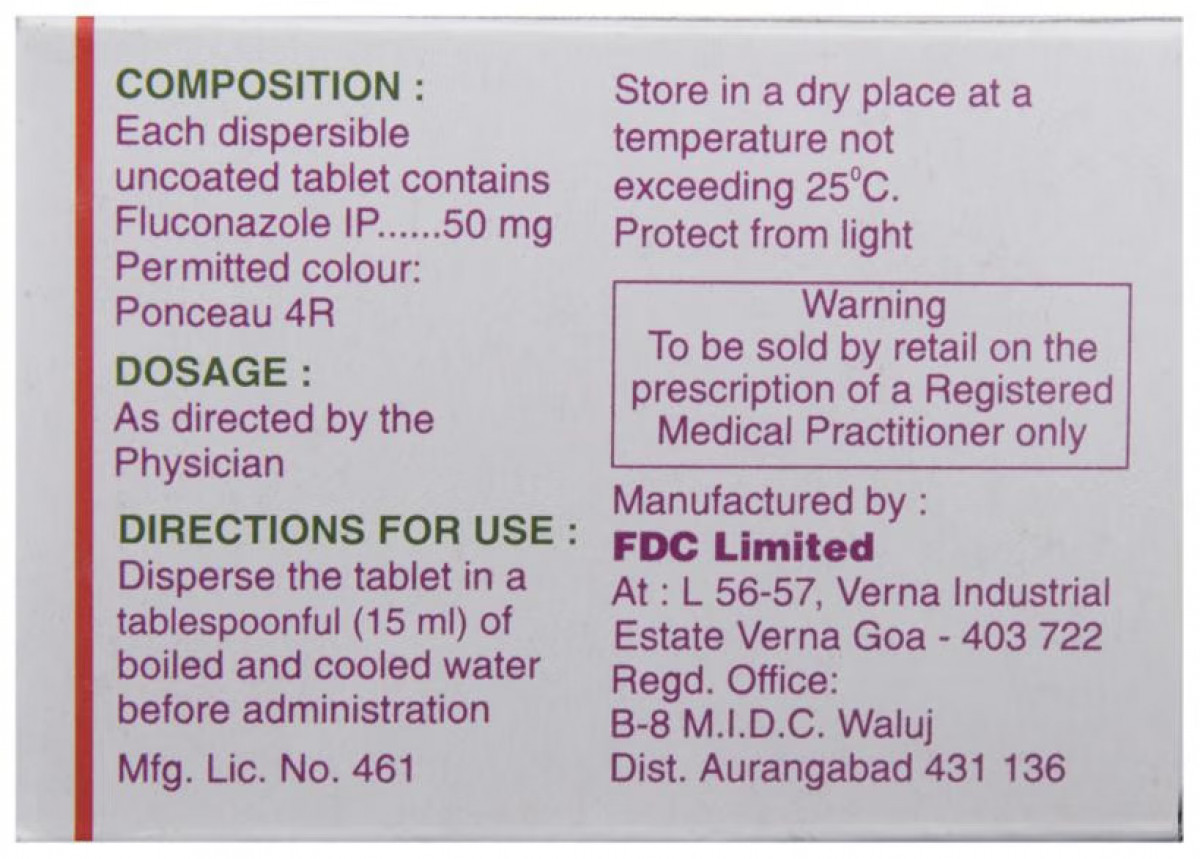 COMPOSITION :
Each dispersible
uncoated tablet contains
Fluconazole IP......50 mg
Permitted colour:
Ponceau 4R
DOSAGE :
As directed by the
Physician
DIRECTIONS FOR USE :
Disperse the tablet in a
tablespoonful (15 ml) of
boiled and cooled water
before administration
Mfg. Lic. No. 461
Store in a dry place at a
temperature not
exceeding 25⁰C.
Protect from light
Warning
To be sold by retail on the
prescription of a Registered
Medical Practitioner only
Manufactured by :
FDC Limited
At : L 56-57, Verna Industrial
Estate Verna Goa - 403 722
Regd. Office:
B-8 M.I.D.C. Waluj
Dist. Aurangabad 431 136